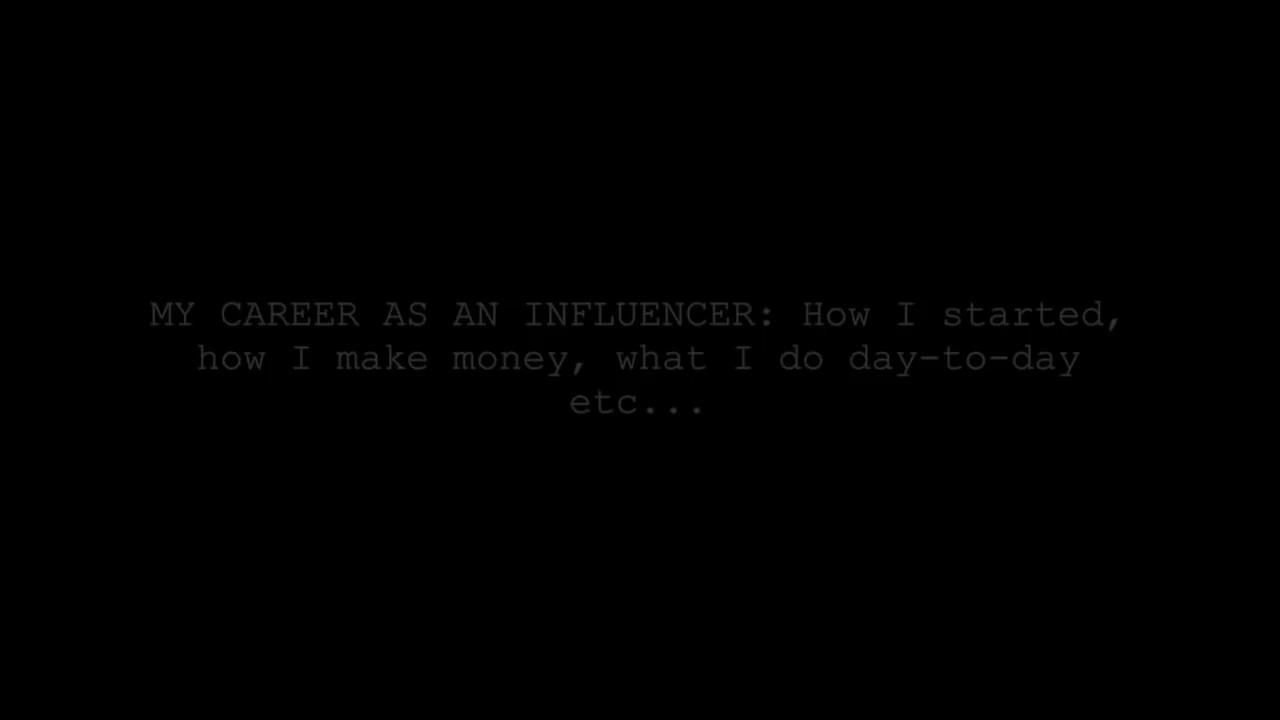 MY CAREER AS AN INFLUENCER: How I started,
how I make money, what I do day-to-day
etc...